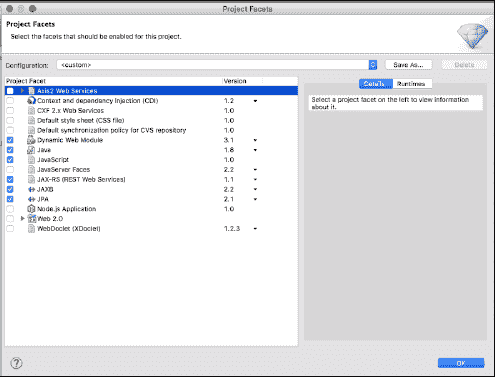 Project Facets
Project Facets
Select the facets that should be enabled for this project.
Configuration: <custom> Save As... Delete
Project Facet Version
Axis2 Web Services
Context and dependency injection (CDI) 1.2
CXF 2.x Web Services 1.0
Default style sheet (CSS file) 1.0
Default synchronization policy for CVS repository 1.0
Dynamic Web Module 3.1
Java 1.8
JavaScript 1.0
JavaServer Faces 2.2
JAX-RS (REST Web Services) 1.1
JAXB 2.2
JPA 2.1
Node.js Application 1.0
Web 2.0
WebDoclet (XDoclet) 1.2.3
Details Runtimes
Select a project facet on the left to view information
about it.
?
OK